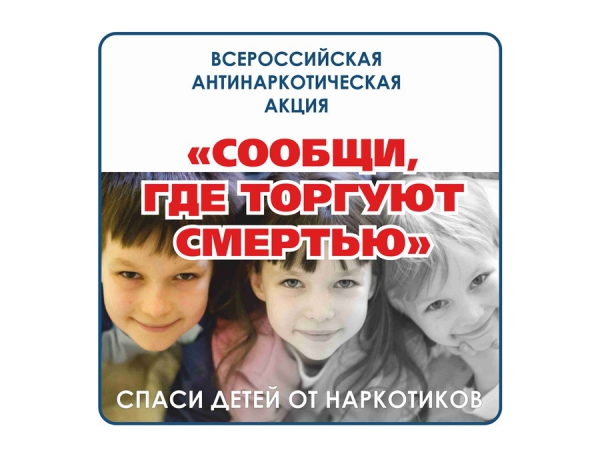 ВСЕРОССИЙСКАЯ
АНТИНАРКОТИЧЕСКАЯ
АКЦИЯ
«СООБЩИ,
ГДЕ ТОРГУЮТ
СМЕРТЬЮ»
СПАСИ ДЕТЕЙ ОТ НАРКОТИКОВ